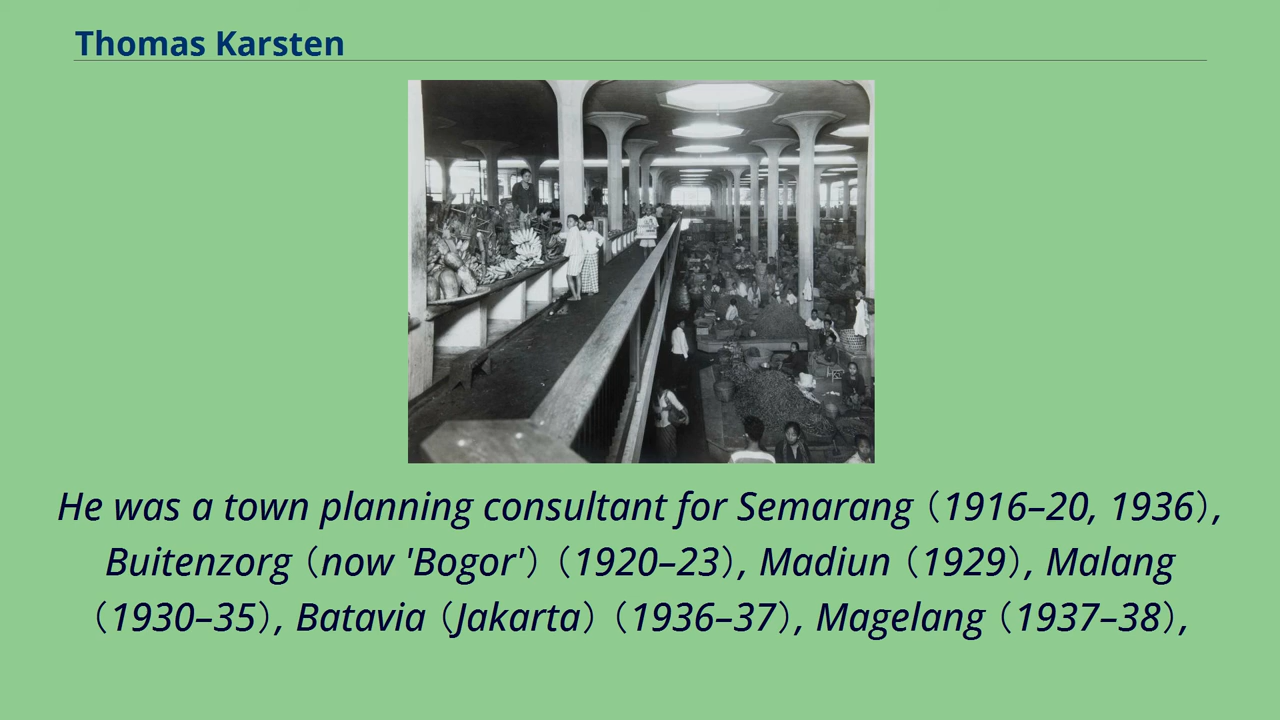 Thomas Karsten
He was a town planning consultant for Semarang (1916–20, 1936),
Buitenzorg (now 'Bogor') (1920–23), Madiun (1929), Malang
(1930–35), Batavia (Jakarta) (1936–37), Magelang (1937–38),